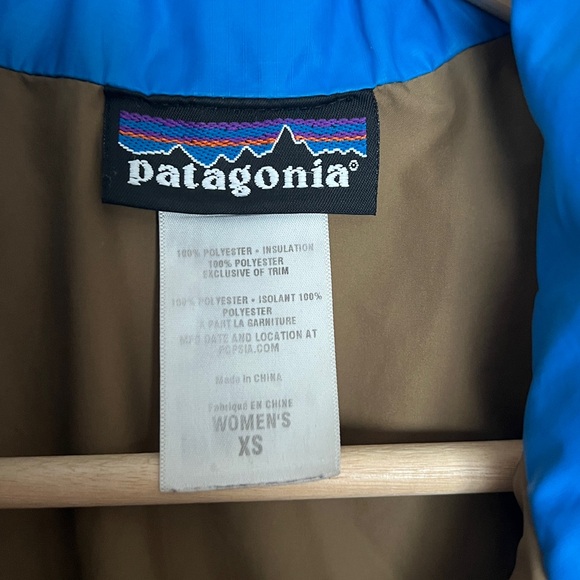 patagonia®
100% POLYESTER • INSULATION
100% POLYESTER
EXCLUSIVE OF TRIM
100% POLYESTER • ISOLANT 100%
POLYESTER
X PART LA GARNITURE
MFG DATE AND LOCATION AT
POPSIA.COM
Made in CHINA
Fabriqué EN CHINE
WOMEN'S
XS